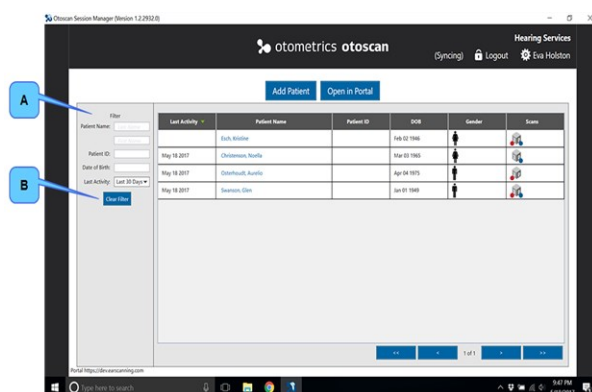 Otoscan Session Manager (Version 1.2.2932.0)
otometrics otoscan
Hearing Services
(Syncing) Logout Eva Holston
Add Patient Open in Portal
A
B
Filter
Patient Name:
Patient ID:
Date of Birth:
Last Activity: Last 30 Days
Clear Filter
Last Activity Patient Name Patient ID DOB Gender Scans
Esch, Kristine Feb 02 1946
May 18 2017 Christenson, Noella Mar 03 1965
May 18 2017 Osterhoudt, Aurelio Apr 04 1975
May 18 2017 Swanson, Glen Jan 01 1949
<< < 1 of 1 > >>
Portal https://dev.earscanning.com
Type here to search
9:47 PM